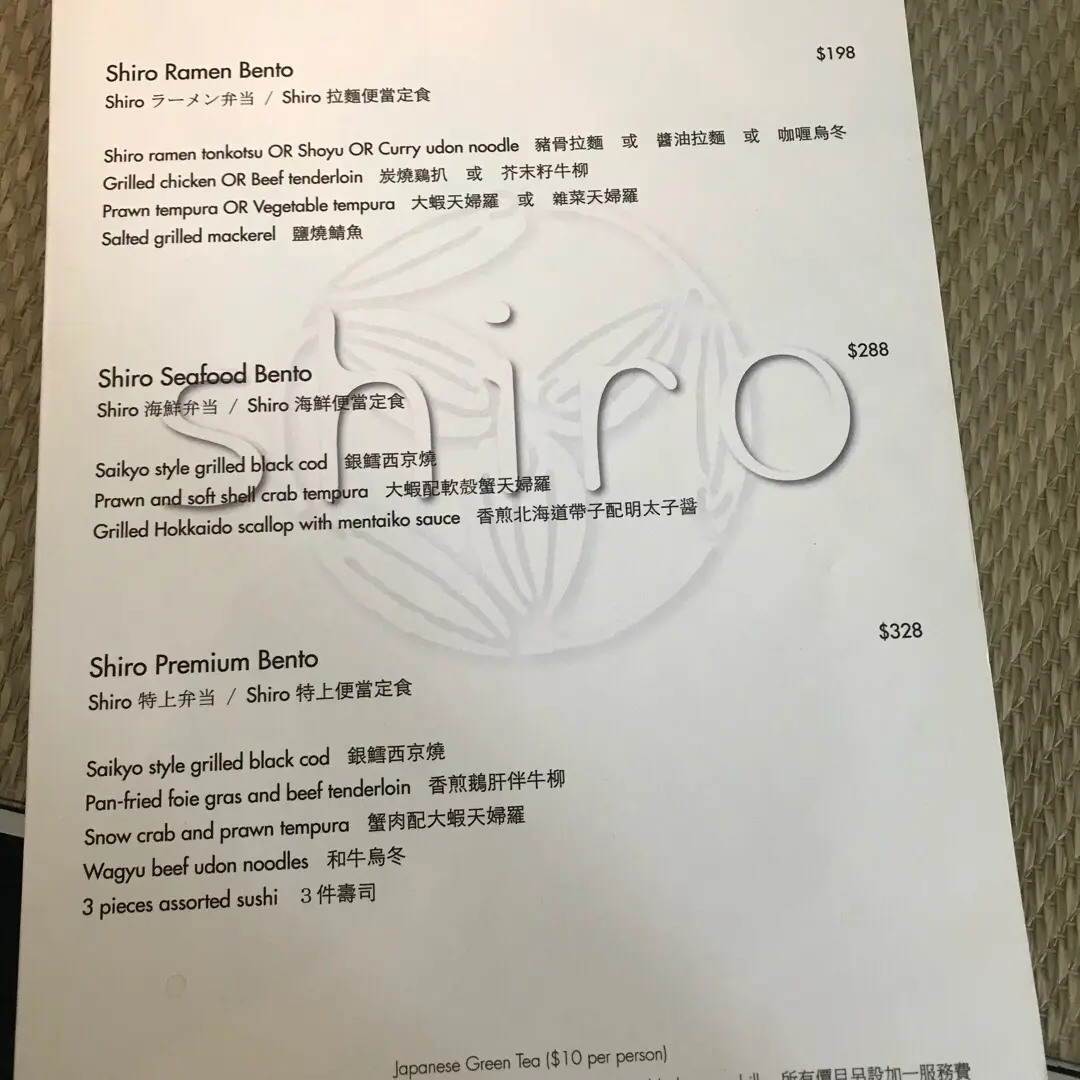 Shiro Ramen Bento $198
Shiro ラーメン弁当 / Shiro 拉麵便當定食
Shiro ramen tonkotsu OR Shoyu OR Curry udon noodle 豬骨拉麵 或 醬油拉麵 或 咖喱烏冬
Grilled chicken OR Beef tenderloin 炭燒鷄扒 或 芥末籽牛柳
Prawn tempura OR Vegetable tempura 大蝦天婦羅 或 雜菜天婦羅
Salted grilled mackerel 鹽燒鯖魚
shiro
Shiro Seafood Bento $288
Shiro 海鮮弁当 / Shiro 海鮮便當定食
Saikyo style grilled black cod 銀鱈西京燒
Prawn and soft shell crab tempura 大蝦配軟殼蟹天婦羅
Grilled Hokkaido scallop with mentaiko sauce 香煎北海道帶子配明太子醬
Shiro Premium Bento $328
Shiro 特上弁当 / Shiro 特上便當定食
Saikyo style grilled black cod 銀鱈西京燒
Pan-fried foie gras and beef tenderloin 香煎鵝肝伴牛柳
Snow crab and prawn tempura 蟹肉配大蝦天婦羅
Wagyu beef udon noodles 和牛烏冬
3 pieces assorted sushi 3件壽司
Japanese Green Tea ($10 per person)
所有價目另設加一服務費